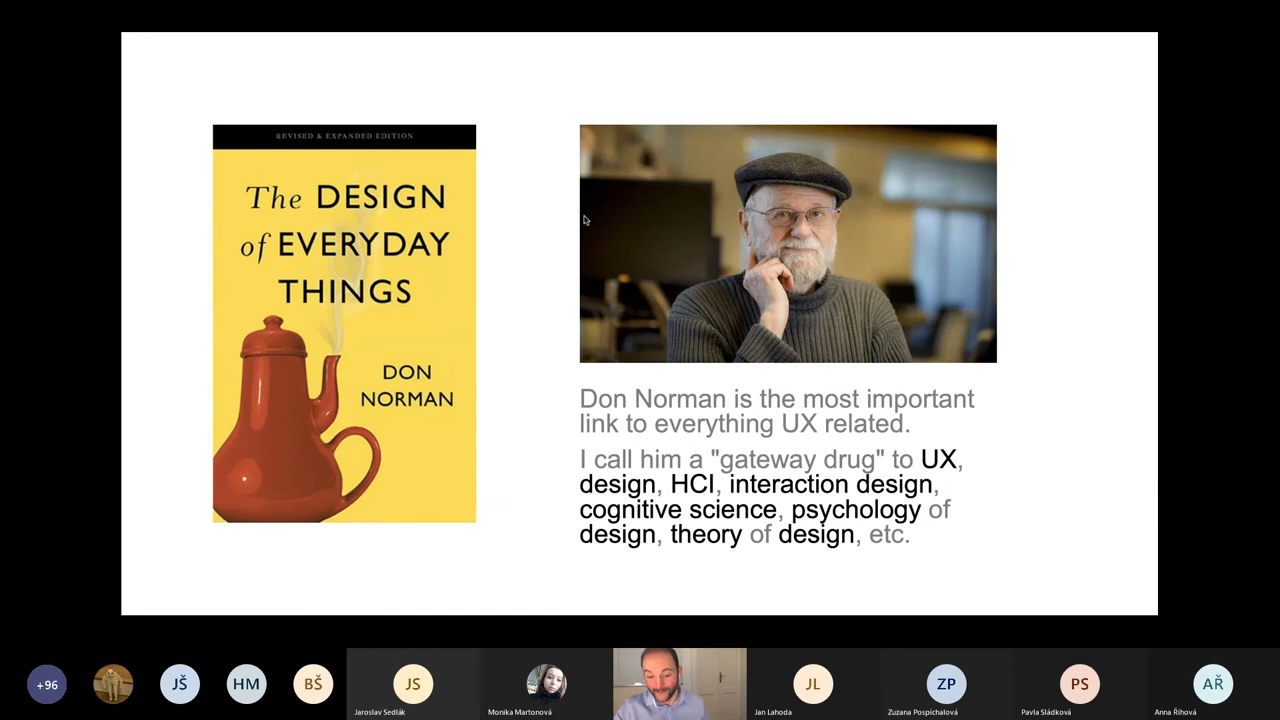 REVISED & EXPANDED EDITION
The DESIGN
of EVERYDAY
THINGS
DON
NORMAN
Don Norman is the most important
link to everything UX related.
I call him a "gateway drug" to UX,
design, HCI, interaction design,
cognitive science, psychology of
design, theory of design, etc.
+96
JŠ
HM
BŠ
JS
Jaroslav Sedlák
Monika Martonová
JL
Jan Lahoda
ZP
Zuzana Pospíchalová
PS
Pavla Sládková
AŘ
Anna Říhová